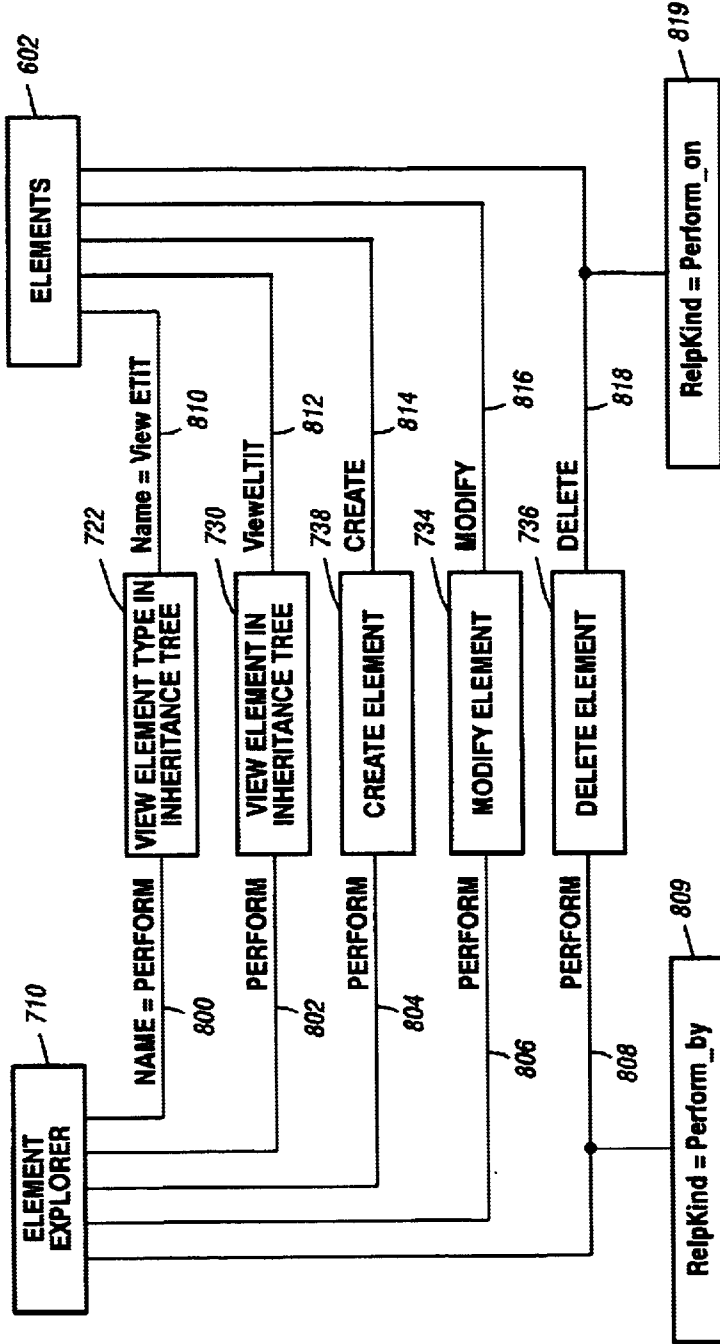 ELEMENT
EXPLORER
710
ELEMENTS
602
NAME = PERFORM
800
VIEW ELEMENT TYPE IN
INHERITANCE TREE
722
Name = View ETIT
810
PERFORM
802
VIEW ELEMENT IN
INHERITANCE TREE
730
ViewELTIT
812
PERFORM
804
CREATE ELEMENT
738
CREATE
814
PERFORM
806
MODIFY ELEMENT
734
MODIFY
816
PERFORM
808
DELETE ELEMENT
736
DELETE
818
RelpKind = Perform_by
809
RelpKind = Perform_on
819